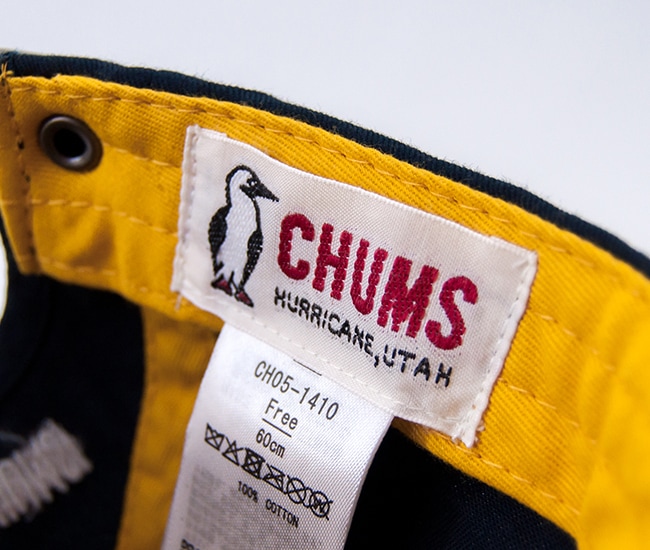 CHUMS
HURRICANE, UTAH
CH05-1410
Free
60cm
100% COTTON